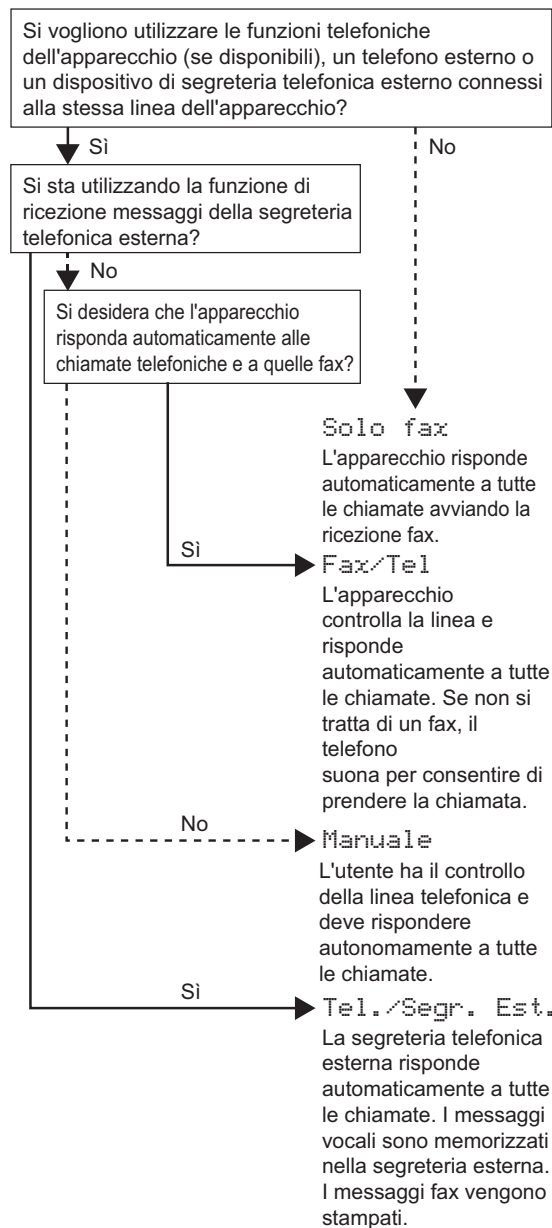 Si vogliono utilizzare le funzioni telefoniche
dell'apparecchio (se disponibili), un telefono esterno o
un dispositivo di segreteria telefonica esterno connessi
alla stessa linea dell'apparecchio?
Sì
No
Si sta utilizzando la funzione di
ricezione messaggi della segreteria
telefonica esterna?
No
Si desidera che l'apparecchio
risponda automaticamente alle
chiamate telefoniche e a quelle fax?
Solo fax
L'apparecchio risponde
automaticamente a tutte
le chiamate avviando la
ricezione fax.
Sì
Fax/Tel
L'apparecchio
controlla la linea e
risponde
automaticamente a tutte
le chiamate. Se non si
tratta di un fax, il
telefono
suona per consentire di
prendere la chiamata.
No
Manuale
L'utente ha il controllo
della linea telefonica e
deve rispondere
autonomamente a tutte
le chiamate.
Sì
Tel./Segr. Est.
La segreteria telefonica
esterna risponde
automaticamente a tutte
le chiamate. I messaggi
vocali sono memorizzati
nella segreteria esterna.
I messaggi fax vengono
stampati.